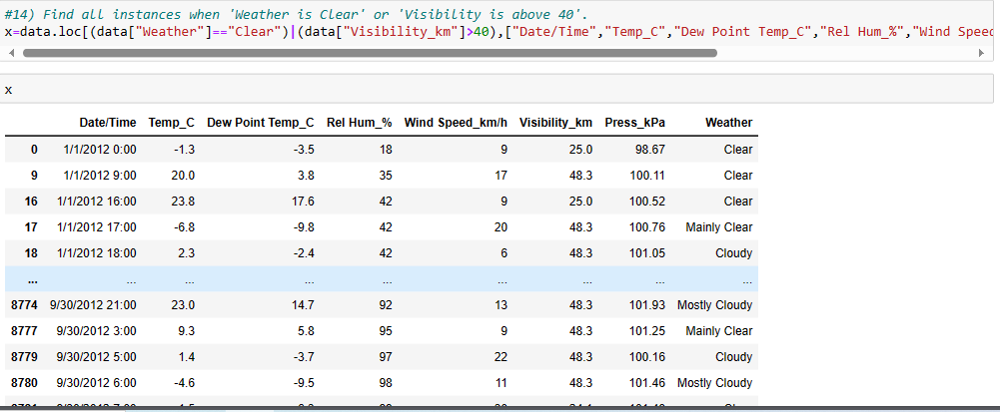 #14) Find all instances when 'Weather is Clear' or 'Visibility is above 40'.
x=data.loc[(data["Weather"]=="Clear")|(data["Visibility_km"]>40),["Date/Time","Temp_C","Dew Point Temp_C","Rel Hum_%","Wind Speed
x
Date/Time Temp_C Dew Point Temp_C Rel Hum_% Wind Speed_km/h Visibility_km Press_kPa Weather
0 1/1/2012 0:00 -1.3 -3.5 18 9 25.0 98.67 Clear
9 1/1/2012 9:00 20.0 3.8 35 17 48.3 100.11 Clear
16 1/1/2012 16:00 23.8 17.6 42 9 25.0 100.52 Clear
17 1/1/2012 17:00 -6.8 -9.8 42 20 48.3 100.76 Mainly Clear
18 1/1/2012 18:00 2.3 -2.4 42 6 48.3 101.05 Cloudy
... ... ... ... ... ... ... ... ...
8774 9/30/2012 21:00 23.0 14.7 92 13 48.3 101.93 Mostly Cloudy
8777 9/30/2012 3:00 9.3 5.8 95 9 48.3 101.25 Mainly Clear
8779 9/30/2012 5:00 1.4 -3.7 97 22 48.3 100.16 Cloudy
8780 9/30/2012 6:00 -4.6 -9.5 98 11 48.3 101.46 Mostly Cloudy